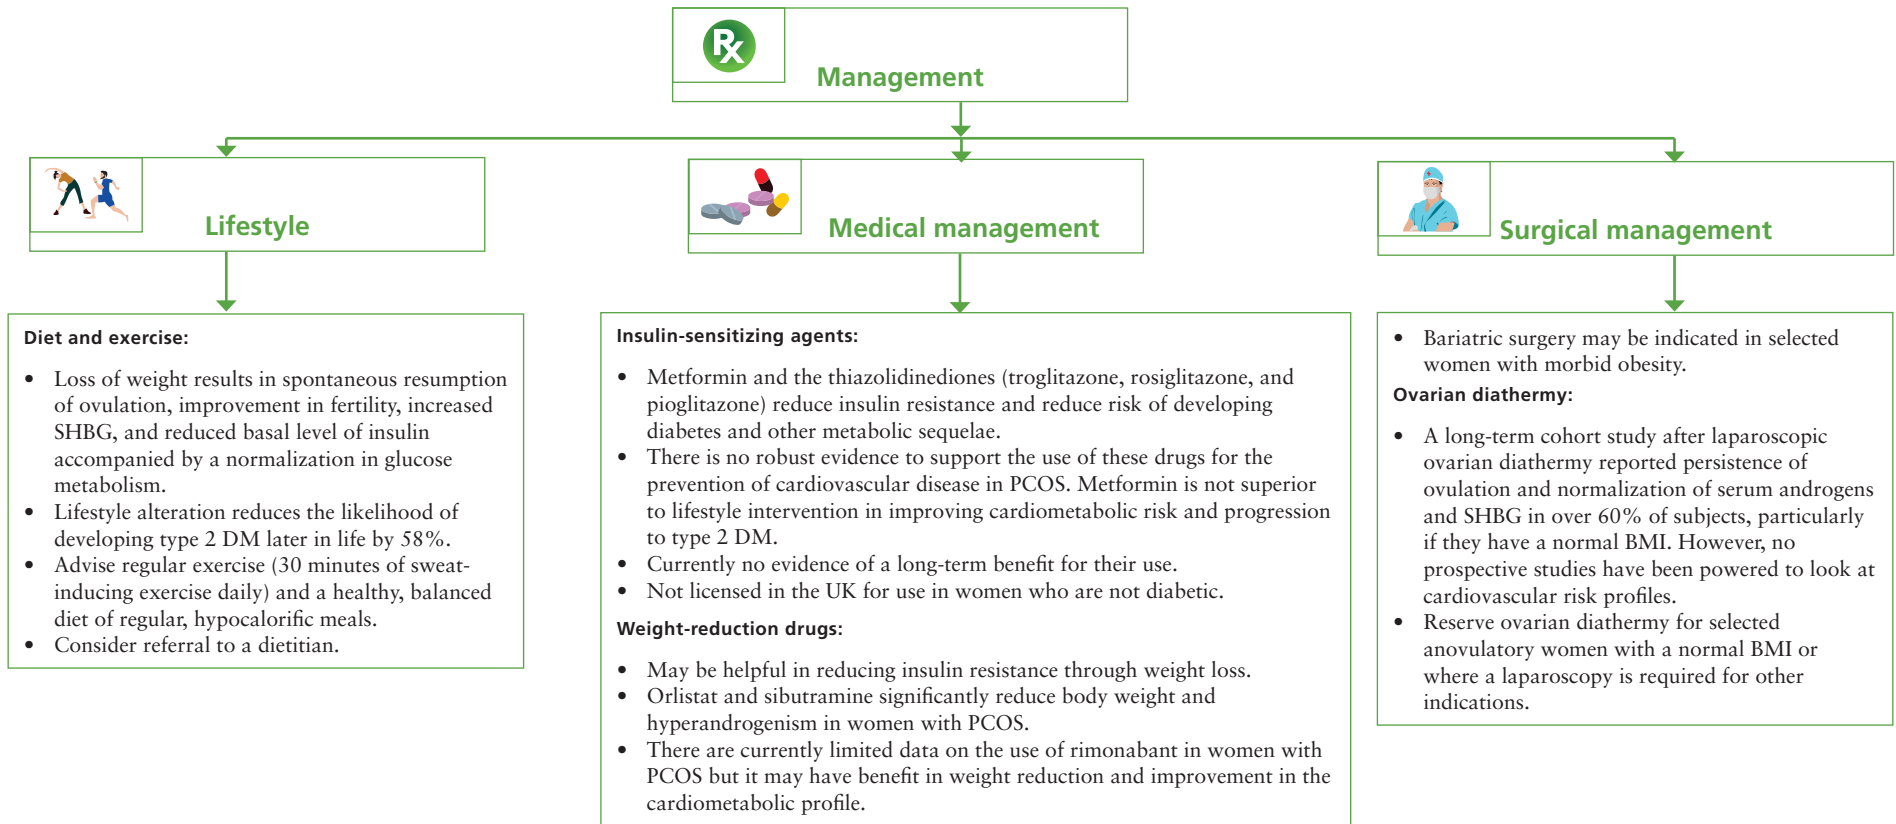 Rx
Management
Lifestyle
Diet and exercise:
• Loss of weight results in spontaneous resumption
of ovulation, improvement in fertility, increased
SHBG, and reduced basal level of insulin
accompanied by a normalization in glucose
metabolism.
• Lifestyle alteration reduces the likelihood of
developing type 2 DM later in life by 58%.
• Advise regular exercise (30 minutes of sweat-
inducing exercise daily) and a healthy, balanced
diet of regular, hypocalorific meals.
• Consider referral to a dietitian.
Medical management
Insulin-sensitizing agents:
• Metformin and the thiazolidinediones (troglitazone, rosiglitazone, and
pioglitazone) reduce insulin resistance and reduce risk of developing
diabetes and other metabolic sequelae.
• There is no robust evidence to support the use of these drugs for the
prevention of cardiovascular disease in PCOS. Metformin is not superior
to lifestyle intervention in improving cardiometabolic risk and progression
to type 2 DM.
• Currently no evidence of a long-term benefit for their use.
• Not licensed in the UK for use in women who are not diabetic.
Weight-reduction drugs:
• May be helpful in reducing insulin resistance through weight loss.
• Orlistat and sibutramine significantly reduce body weight and
hyperandrogenism in women with PCOS.
• There are currently limited data on the use of rimonabant in women with
PCOS but it may have benefit in weight reduction and improvement in the
cardiometabolic profile.
Surgical management
• Bariatric surgery may be indicated in selected
women with morbid obesity.
Ovarian diathermy:
• A long-term cohort study after laparoscopic
ovarian diathermy reported persistence of
ovulation and normalization of serum androgens
and SHBG in over 60% of subjects, particularly
if they have a normal BMI. However, no
prospective studies have been powered to look at
cardiovascular risk profiles.
• Reserve ovarian diathermy for selected
anovulatory women with a normal BMI or
where a laparoscopy is required for other
indications.